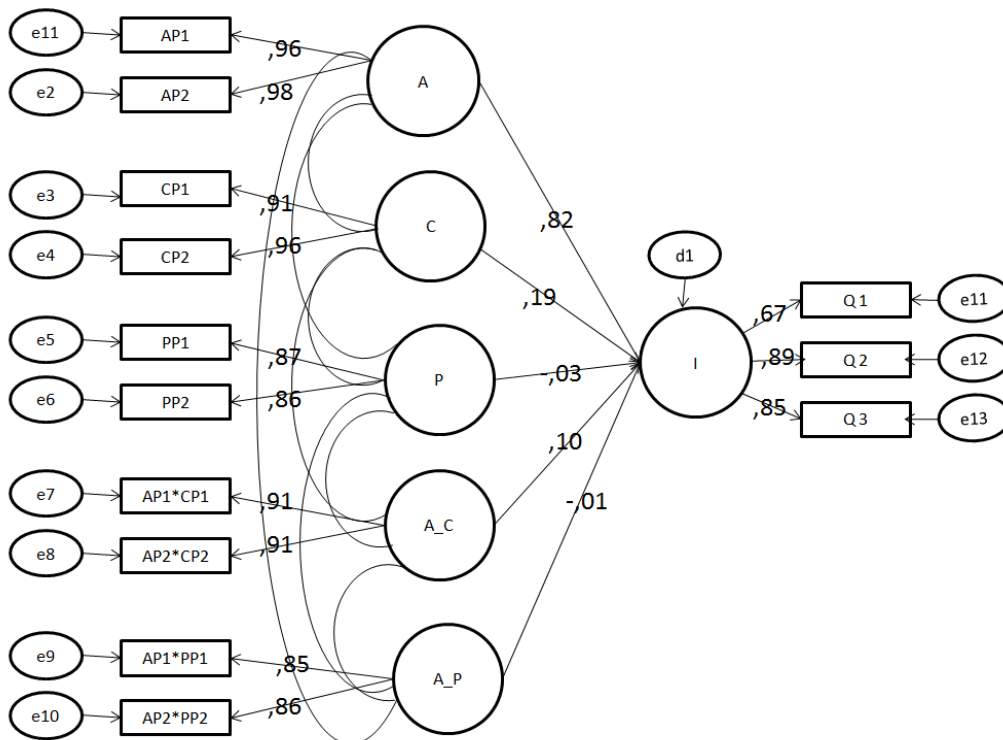 e11
AP1
,96
A
e2
AP2
,98
e3
CP1
,91
C
e4
CP2
,96
,82
d1
,19
e5
PP1
,87
P
-,03
e6
PP2
,86
I
,67
Q 1
e11
,89
Q 2
e12
,85
Q 3
e13
e7
AP1*CP1
,91
A_C
,10
e8
AP2*CP2
,91
-,01
e9
AP1*PP1
,85
A_P
e10
AP2*PP2
,86